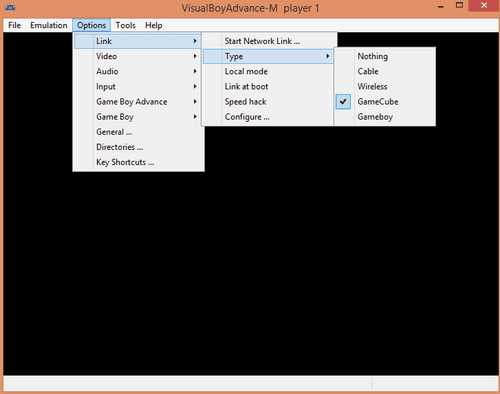 VisualBoyAdvance-M player 1
File Emulation Options Tools Help
Link
Video
Audio
Input
Game Boy Advance
Game Boy
General ...
Directories ...
Key Shortcuts ...
Start Network Link ...
Type
Local mode
Link at boot
Speed hack
Configure ...
Nothing
Cable
Wireless
GameCube
Gameboy